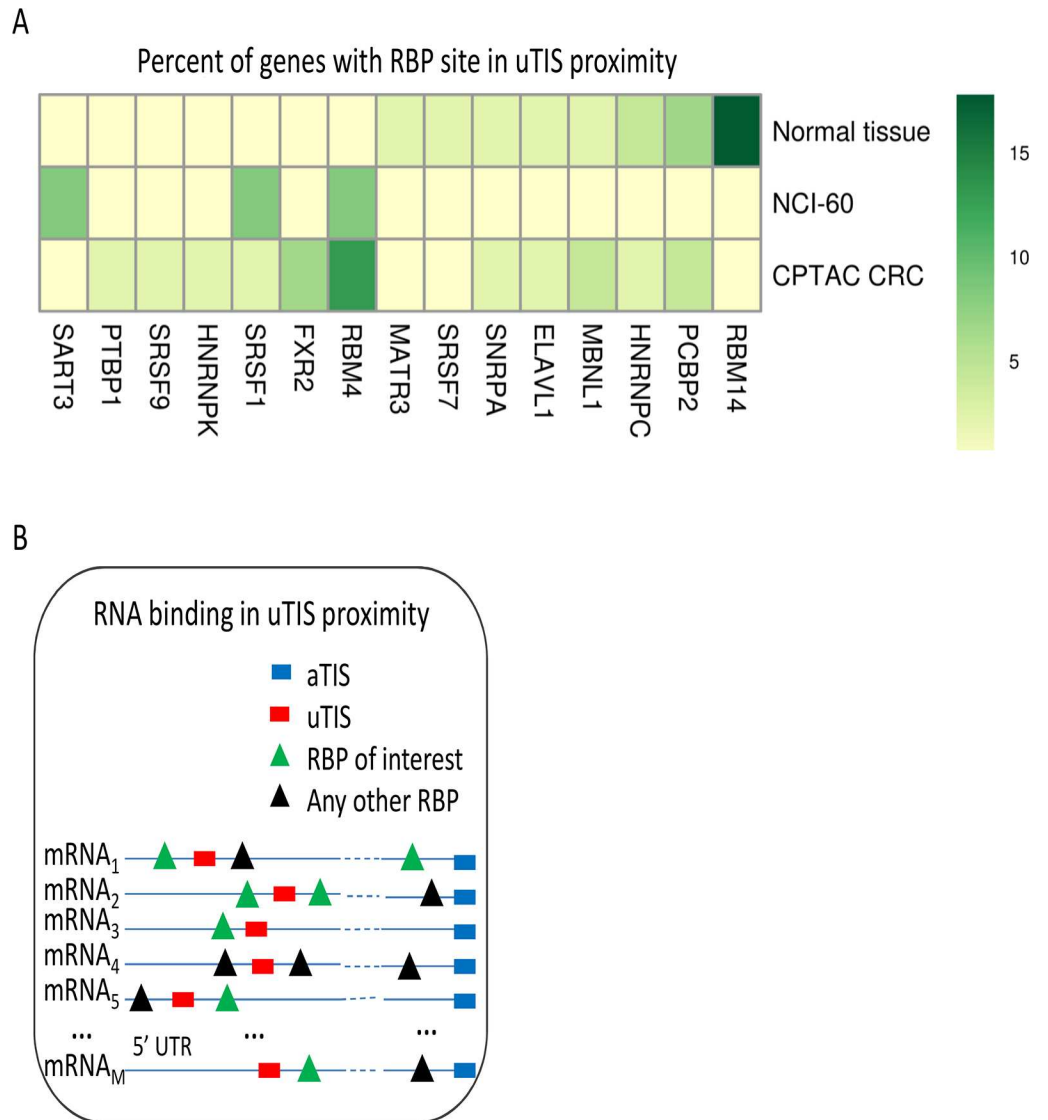 A
Percent of genes with RBP site in uTIS proximity
Normal tissue
NCI-60
CPTAC CRC
15
10
5
SART3
PTBP1
SRSF9
HNRNPK
SRSF1
FXR2
RBM4
MATR3
SRSF7
SNRPA
ELAVL1
MBNL1
HNRNPC
PCBP2
RBM14
B
RNA binding in uTIS proximity
aTIS
uTIS
RBP of interest
Any other RBP
mRNA1
mRNA2
mRNA3
mRNA4
mRNA5
... ... ...
5' UTR
mRNAM